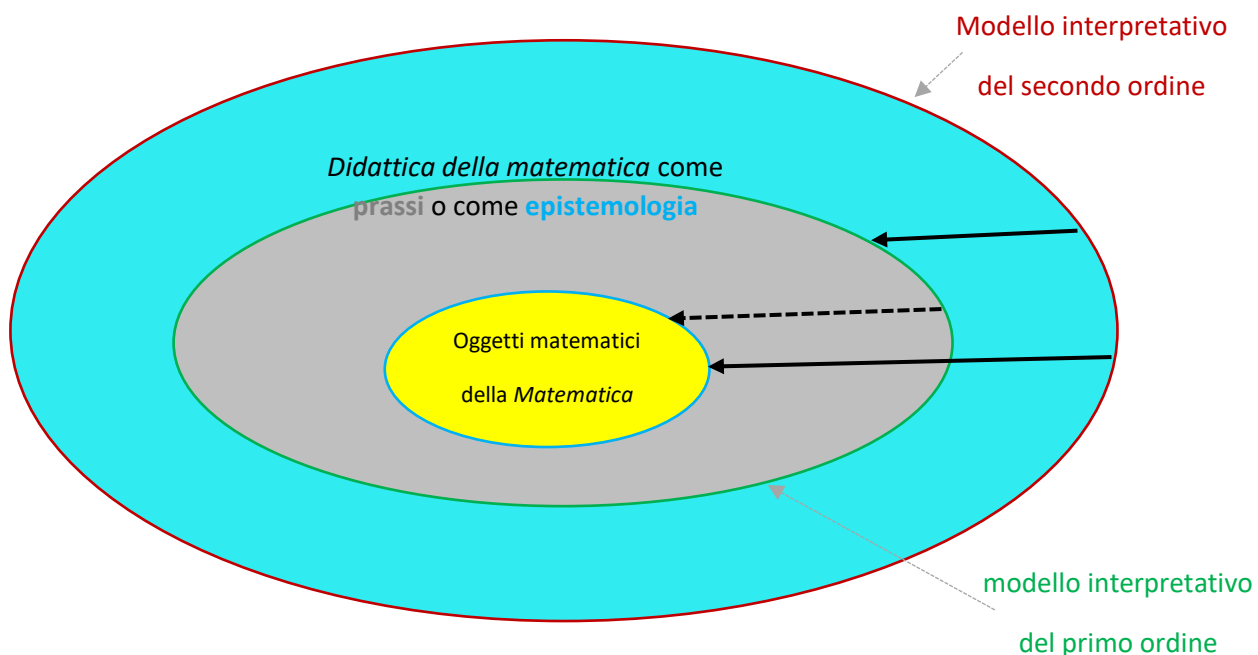 Modello interpretativo
del secondo ordine
Didattica della matematica come
prassi o come epistemologia
Oggetti matematici
della Matematica
modello interpretativo
del primo ordine